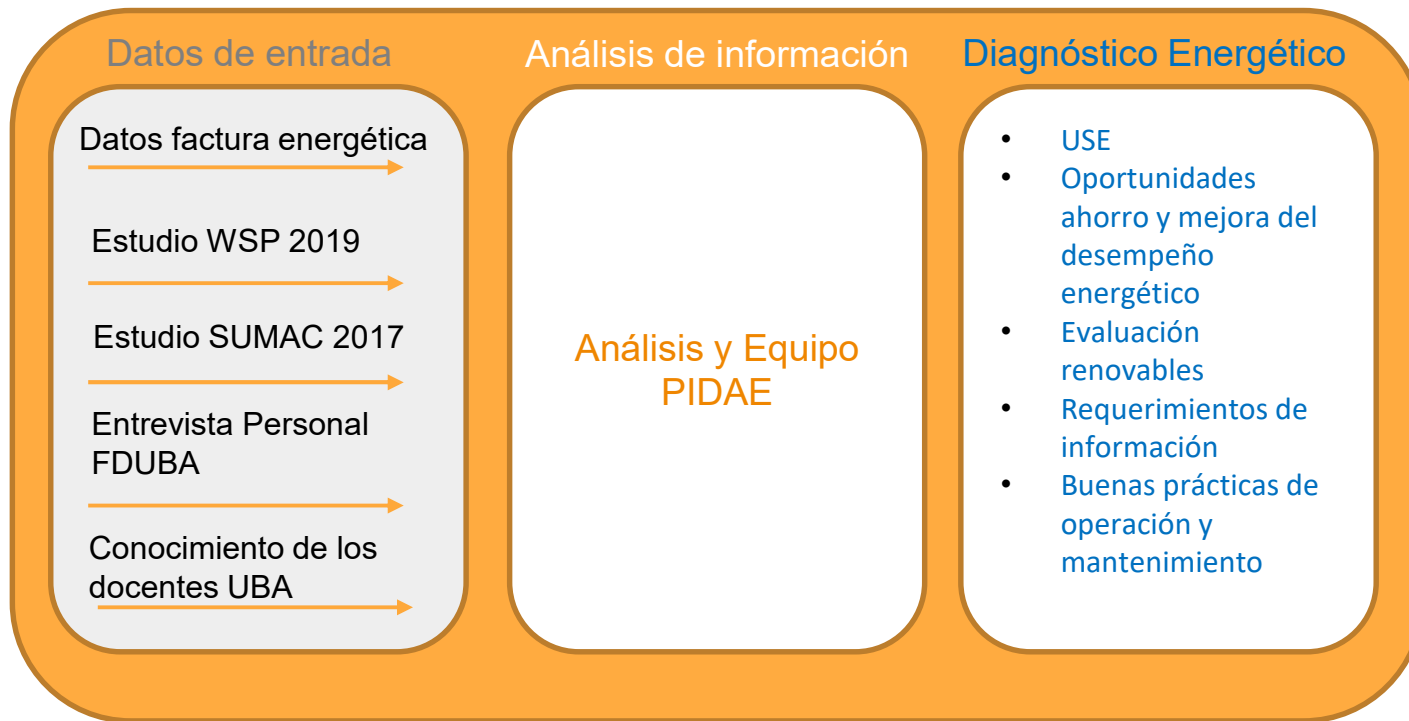 Datos de entrada
Datos factura energética
Estudio WSP 2019
Estudio SUMAC 2017
Entrevista Personal
FDUBA
Conocimiento de los
docentes UBA
Análisis de información
Análisis y Equipo
PIDAE
Diagnóstico Energético
• USE
• Oportunidades
ahorro y mejora del
desempeño
energético
• Evaluación
renovables
• Requerimientos de
información
• Buenas prácticas de
operación y
mantenimiento